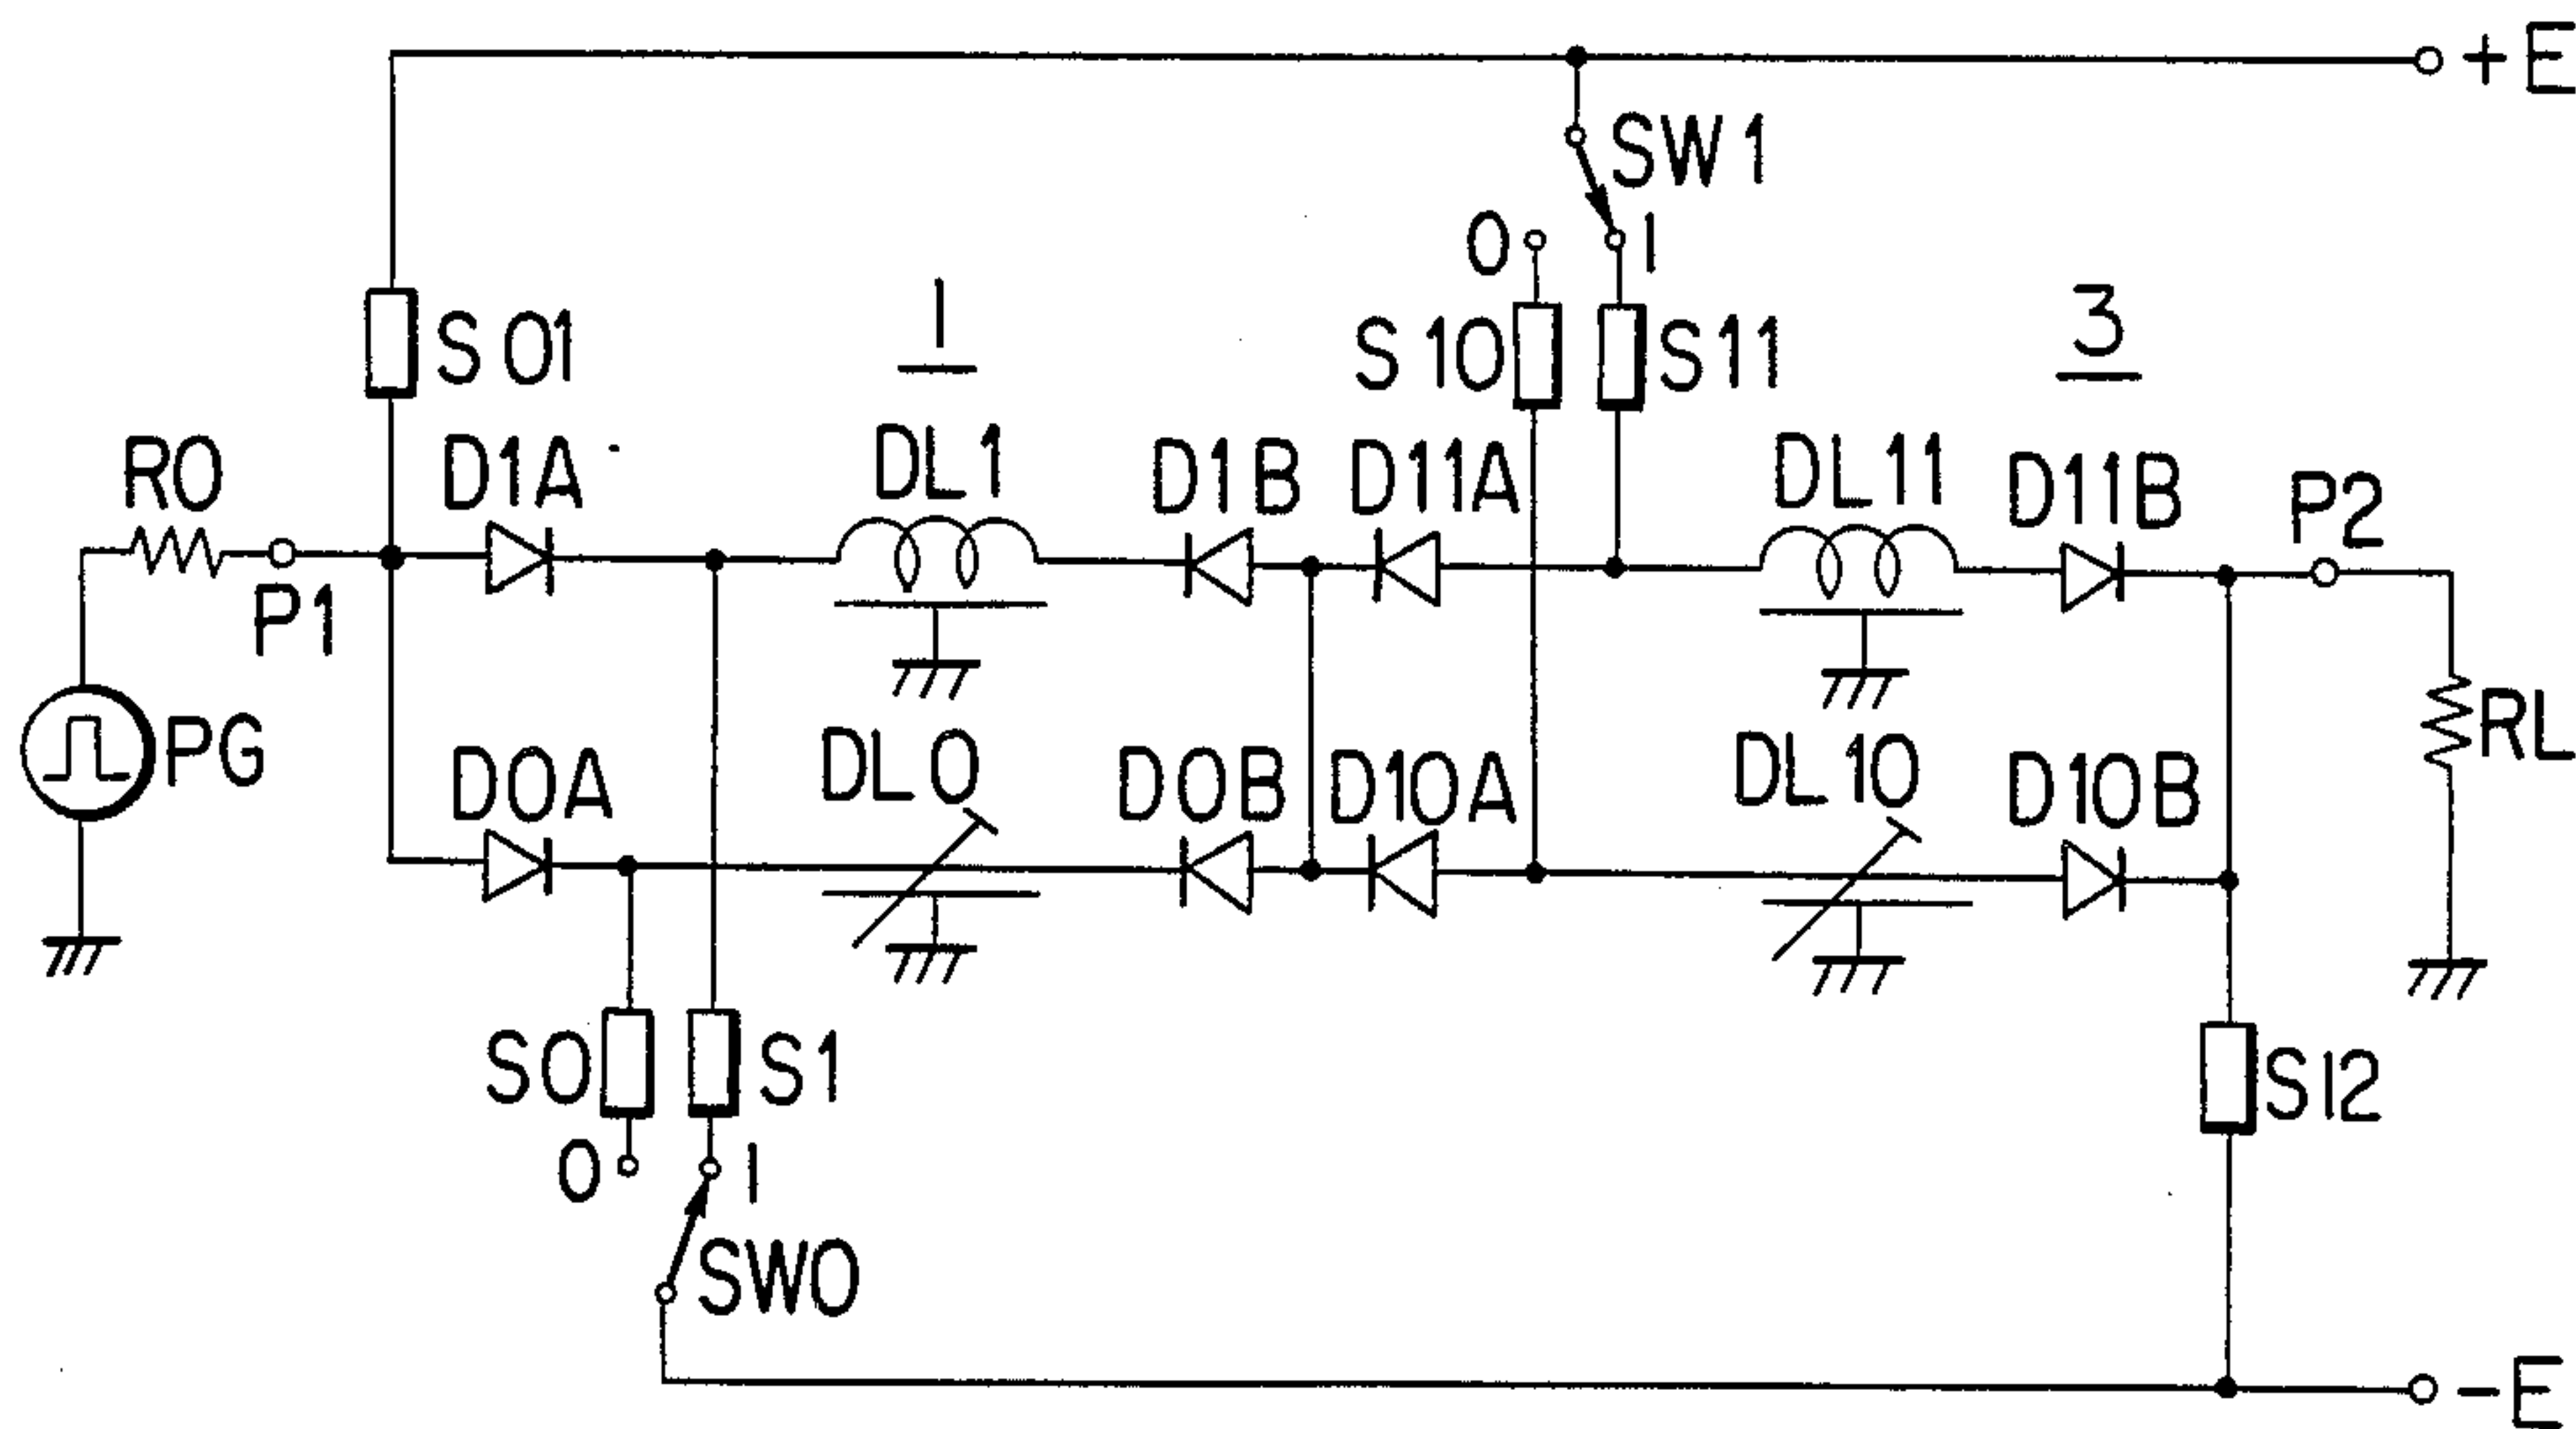 +E
SW1
0 1
1
S01
S10
S11
3
R0
D1A
DL1
D1B
D11A
DL11
D11B
P2
P1
PG
D0A
DL0
D0B
D10A
DL10
D10B
RL
S0
S1
S12
0 1
SW0
-E